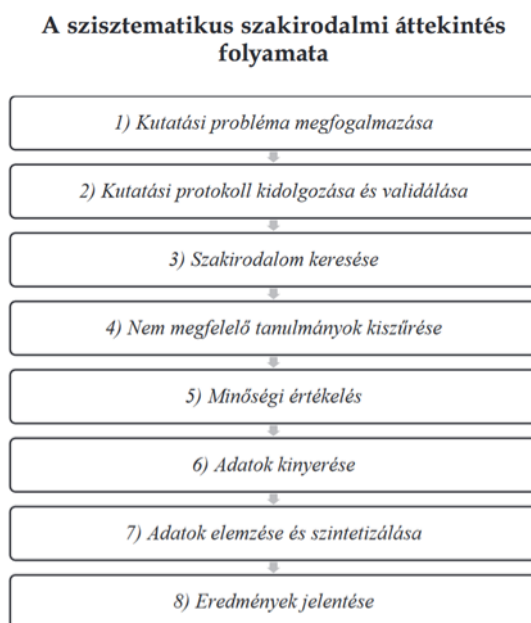 A szisztematikus szakirodalmi áttekintés
folyamata
1) Kutatási probléma megfogalmazása
2) Kutatási protokoll kidolgozása és validálása
3) Szakirodalom keresése
4) Nem megfelelő tanulmányok kiszűrése
5) Minőségi értékelés
6) Adatok kinyerése
7) Adatok elemzése és szintetizálása
8) Eredmények jelentése